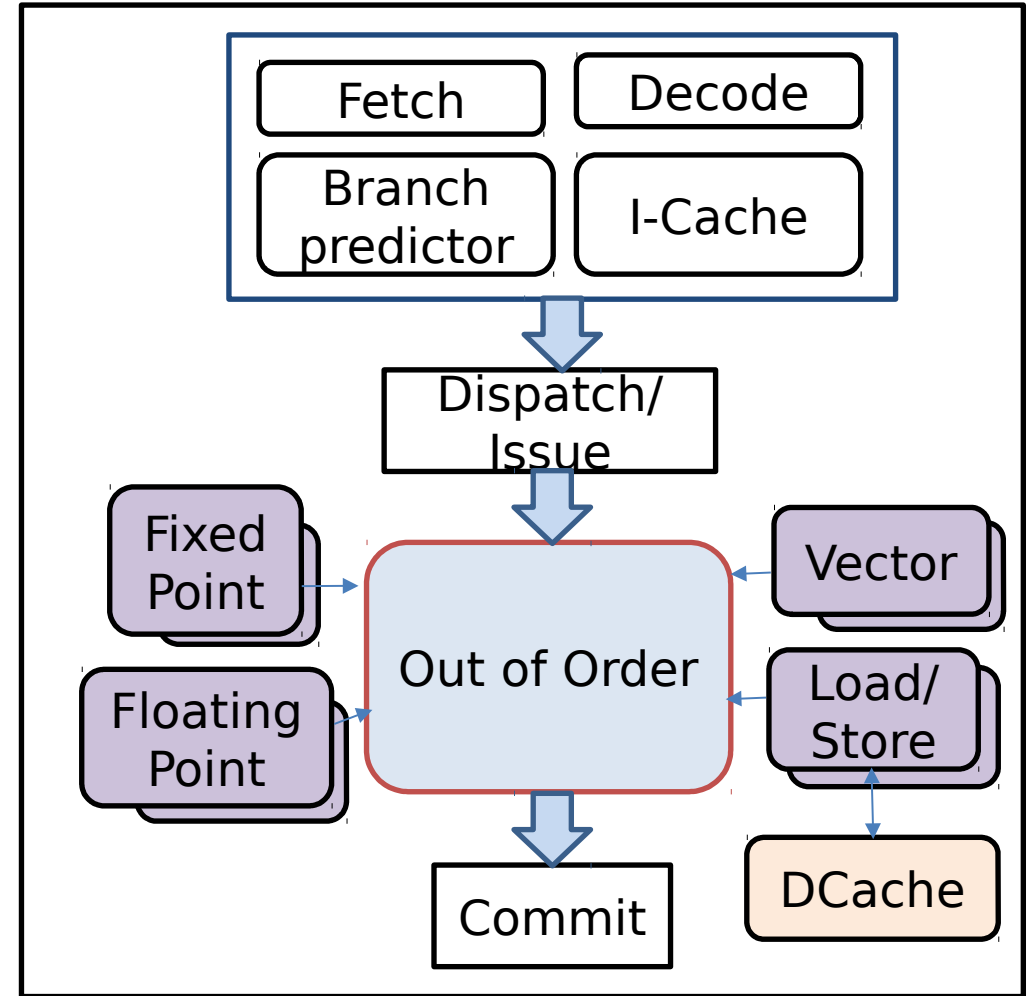 Fetch
Decode
Branch
predictor
I-Cache
Dispatch/
Issue
Fixed
Point
Vector
Out of Order
Floating
Point
Load/
Store
DCache
Commit